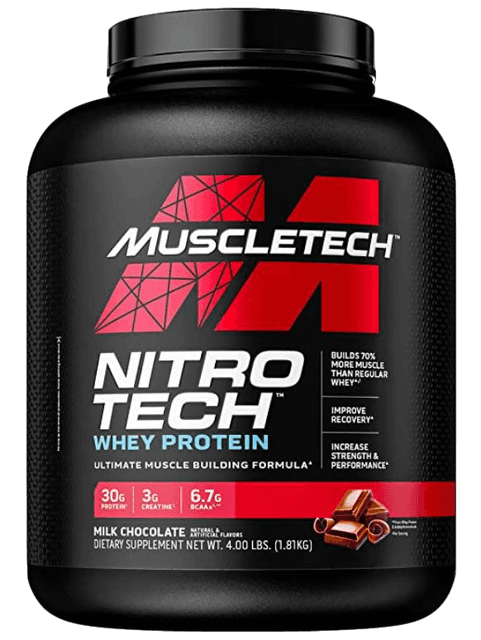 MUSCLETECH™
NITRO
TECH™
WHEY PROTEIN
ULTIMATE MUSCLE BUILDING FORMULA^
BUILDS 70%
MORE MUSCLE
THAN REGULAR
WHEY
IMPROVE
RECOVERY^
INCREASE
STRENGTH &
PERFORMANCE^
30G
PROTEIN
3G
CREATINE
6.7G
BCAAs
MILK CHOCOLATE NATURAL & ARTIFICIAL FLAVORS
DIETARY SUPPLEMENT NET WT. 4.00 LBS. (1.81KG)